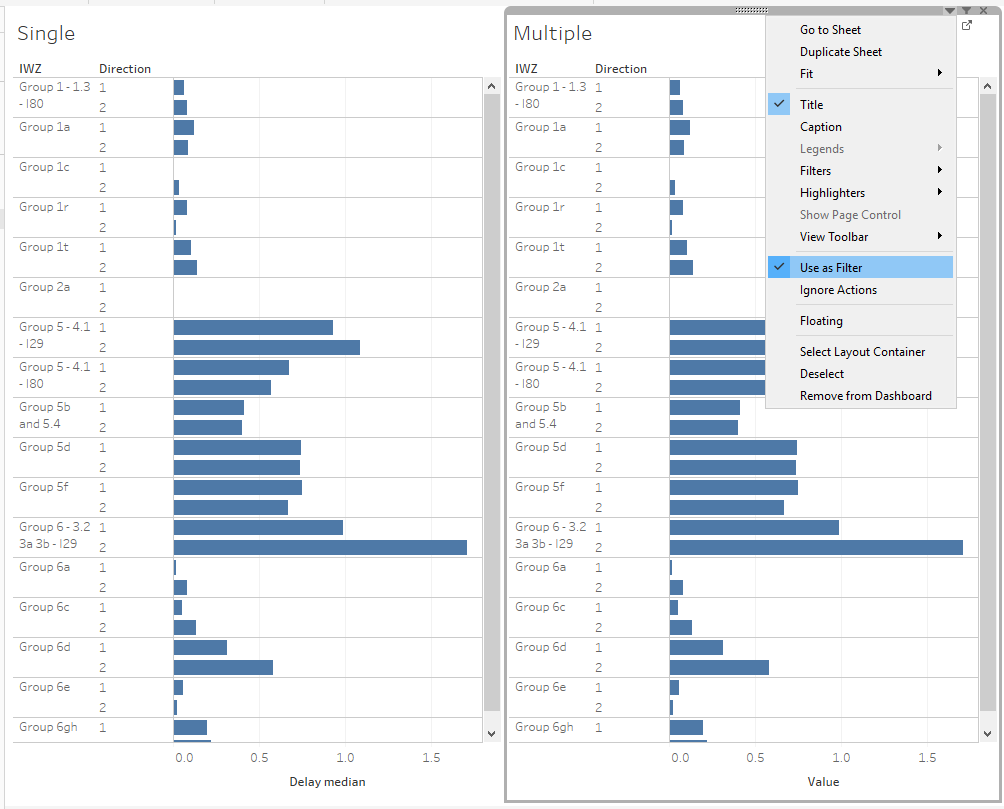 Single
IWZ Direction
Group 1 - 1.3 1
- I80 2
Group 1a 1
2
Group 1c 1
2
Group 1r 1
2
Group 1t 1
2
Group 2a 1
2
Group 5 - 4.1 1
- I29 2
Group 5 - 4.1 1
- I80 2
Group 5b 1
and 5.4 2
Group 5d 1
2
Group 5f 1
2
Group 6 - 3.2 1
3a 3b - I29 2
Group 6a 1
2
Group 6c 1
2
Group 6d 1
2
Group 6e 1
2
Group 6gh 1
0.0 0.5 1.0 1.5
Delay median
Multiple
IWZ Direction
Group 1 - 1.3 1
- I80 2
Group 1a 1
2
Group 1c 1
2
Group 1r 1
2
Group 1t 1
2
Group 2a 1
2
Group 5 - 4.1 1
- I29 2
Group 5 - 4.1 1
- I80 2
Group 5b 1
and 5.4 2
Group 5d 1
2
Group 5f 1
2
Group 6 - 3.2 1
3a 3b - I29 2
Group 6a 1
2
Group 6c 1
2
Group 6d 1
2
Group 6e 1
2
Group 6gh 1
0.0 0.5 1.0 1.5
Value
Go to Sheet
Duplicate Sheet
Fit
Title
Caption
Legends
Filters
Highlighters
Show Page Control
View Toolbar
Use as Filter
Ignore Actions
Floating
Select Layout Container
Deselect
Remove from Dashboard